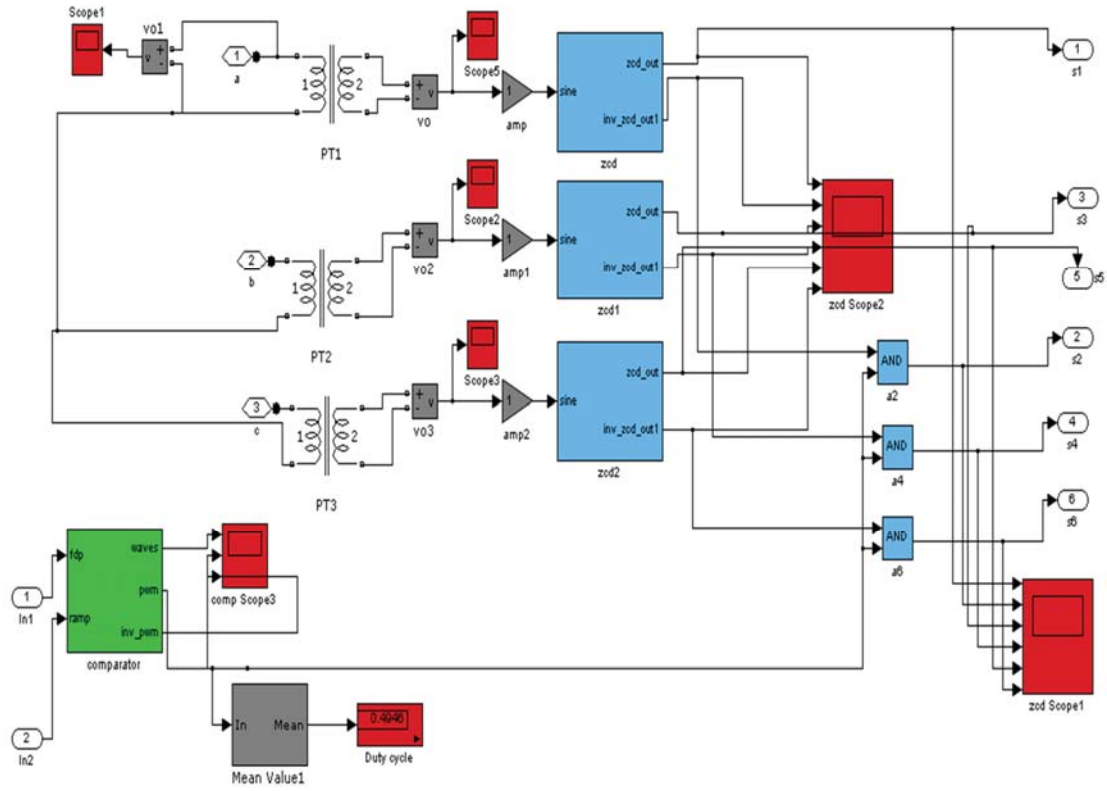 Scope1
vo1
+
v
-
1
a
1
2
PT1
+
v
-
vo
Scope5
1
amp
sine
zcd_out
inv_zcd_out1
zcd
1
s1
2
b
1
2
PT2
+
v
-
vo2
Scope2
1
amp1
sine
zcd_out
inv_zcd_out1
zcd1
zcd Scope2
3
s3
5
s5
3
c
1
2
PT3
+
v
-
vo3
Scope3
1
amp2
sine
zcd_out
inv_zcd_out1
zcd2
AND
a2
2
s2
AND
a4
4
s4
AND
a6
6
s6
zcd Scope1
1
In1
2
In2
fdp
ramp
waves
pwm
inv_pwm
comparator
comp Scope3
In
Mean
Mean Value1
0.4946
Duty cycle